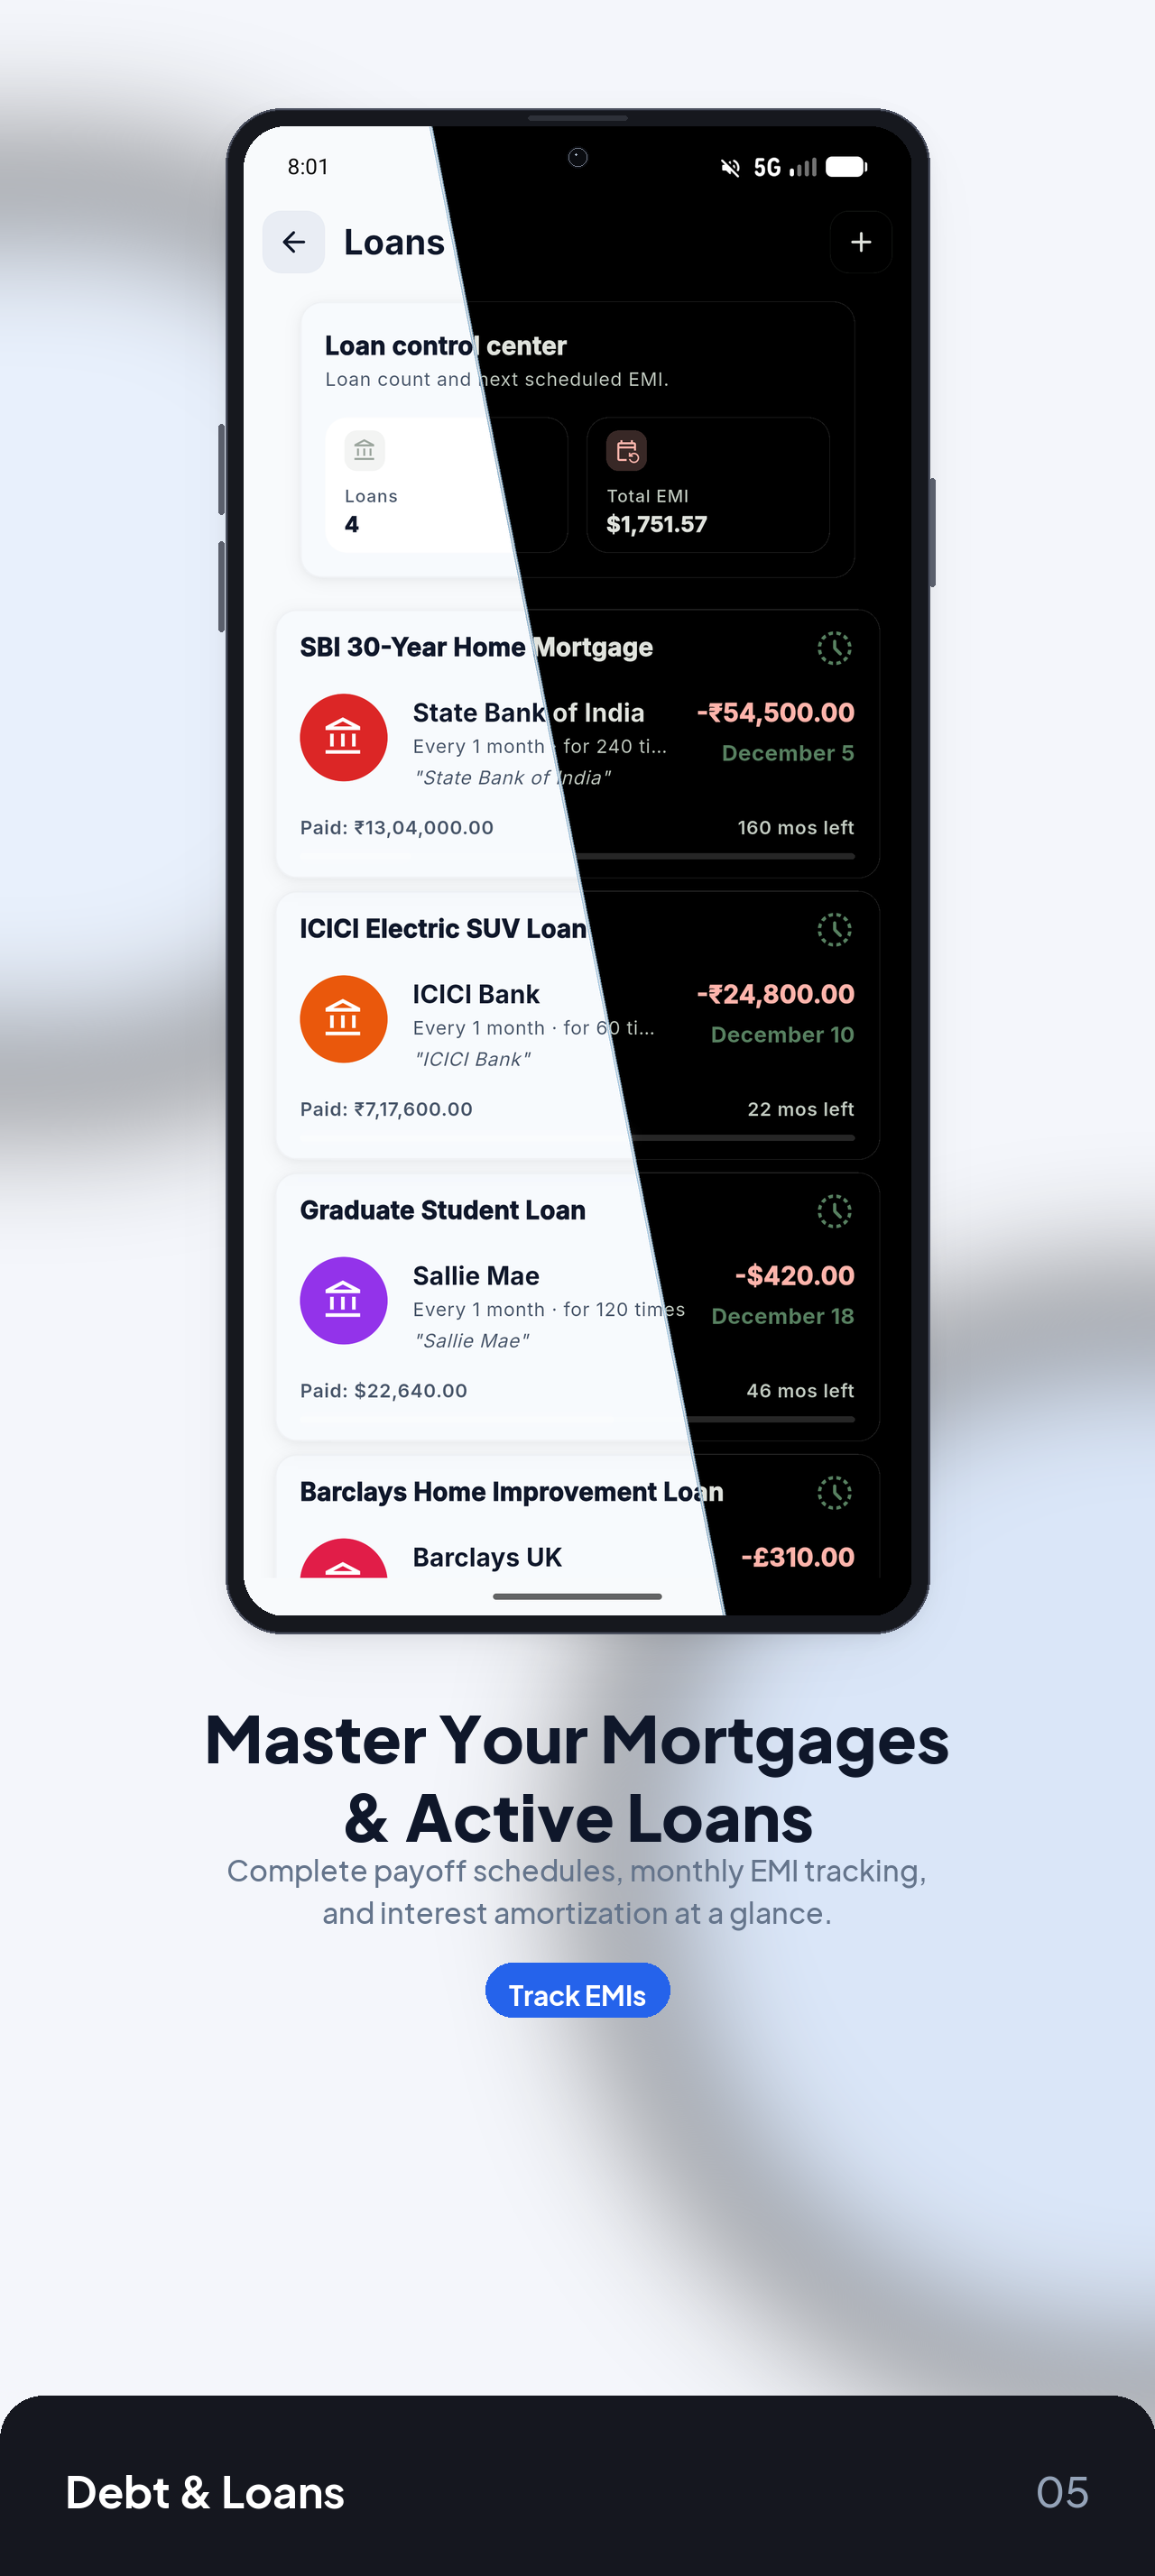 8:01
5G
Loans
Loan control center
Loan count and next scheduled EMI.
Loans
4
Total EMI
$1,751.57
SBI 30-Year Home Mortgage
State Bank of India
-₹54,500.00
Every 1 month · for 240 ti...
December 5
"State Bank of India"
Paid: ₹13,04,000.00
160 mos left
ICICI Electric SUV Loan
ICICI Bank
-₹24,800.00
Every 1 month · for 60 ti...
December 10
"ICICI Bank"
Paid: ₹7,17,600.00
22 mos left
Graduate Student Loan
Sallie Mae
-$420.00
Every 1 month · for 120 times
December 18
"Sallie Mae"
Paid: $22,640.00
46 mos left
Barclays Home Improvement Loan
Barclays UK
-£310.00
Master Your Mortgages
& Active Loans
Complete payoff schedules, monthly EMI tracking,
and interest amortization at a glance.
Track EMIs
Debt & Loans
05